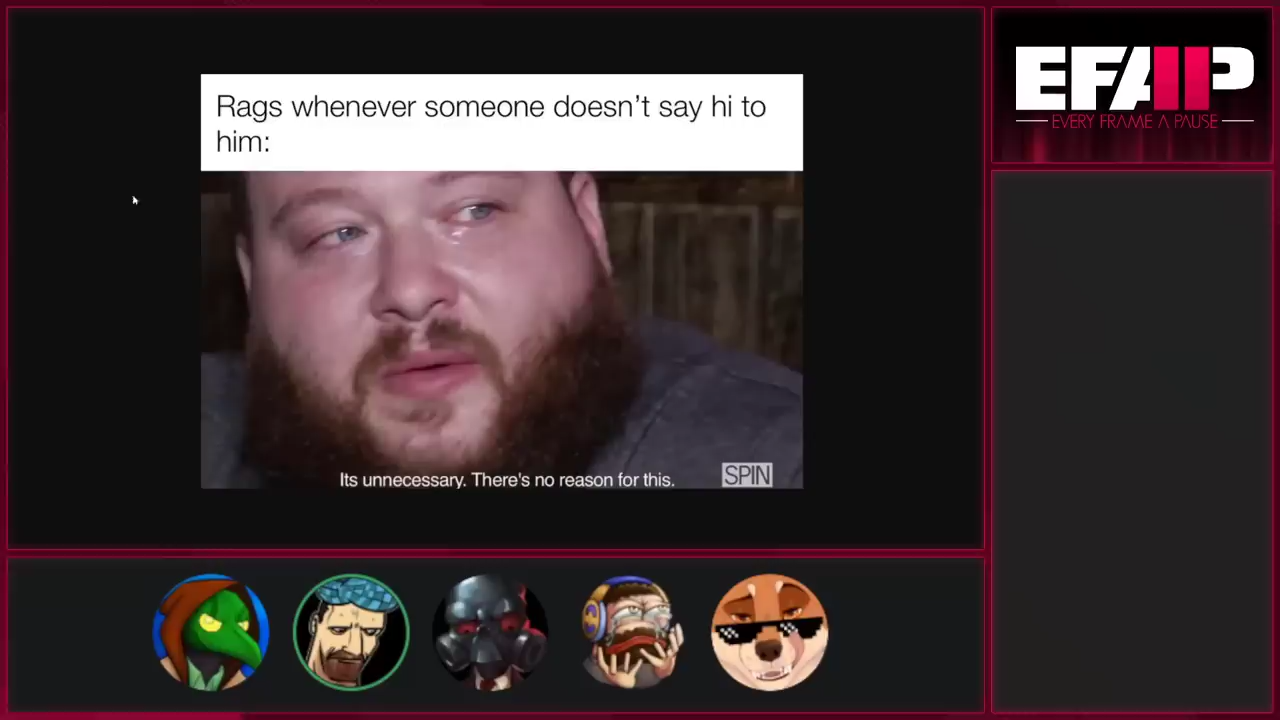 Rags whenever someone doesn’t say hi to
him:
Its unnecessary. There's no reason for this.
SPIN
EFAP
EVERY FRAME A PAUSE